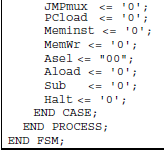 JMPmux <= '0';
PCload <= '0';
Meminst <= '0';
MemWr <= '0';
Asel <= "00";
Aload <= '0';
Sub <= '0';
Halt <= '0';
END CASE;
END PROCESS;
END FSM;